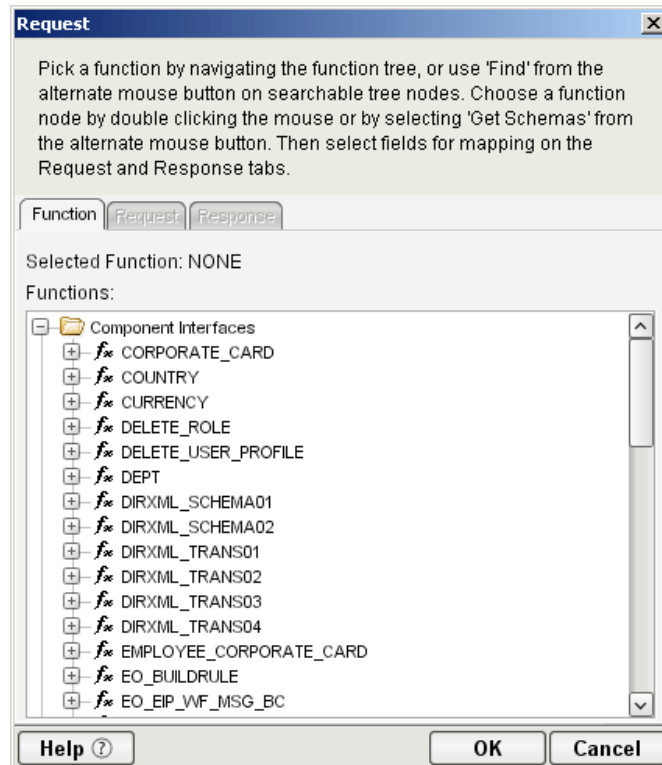 Request
Pick a function by navigating the function tree, or use 'Find' from the
alternate mouse button on searchable tree nodes. Choose a function
node by double clicking the mouse or by selecting 'Get Schemas' from
the alternate mouse button. Then select fields for mapping on the
Request and Response tabs.
Function Request Response
Selected Function: NONE
Functions:
Component Interfaces
CORPORATE_CARD
COUNTRY
CURRENCY
DELETE_ROLE
DELETE_USER_PROFILE
DEPT
DIRXML_SCHEMA01
DIRXML_SCHEMA02
DIRXML_TRANS01
DIRXML_TRANS02
DIRXML_TRANS03
DIRXML_TRANS04
EMPLOYEE_CORPORATE_CARD
EO_BUILDRULE
EO_EIP_WF_MSG_BC
Help ? OK Cancel